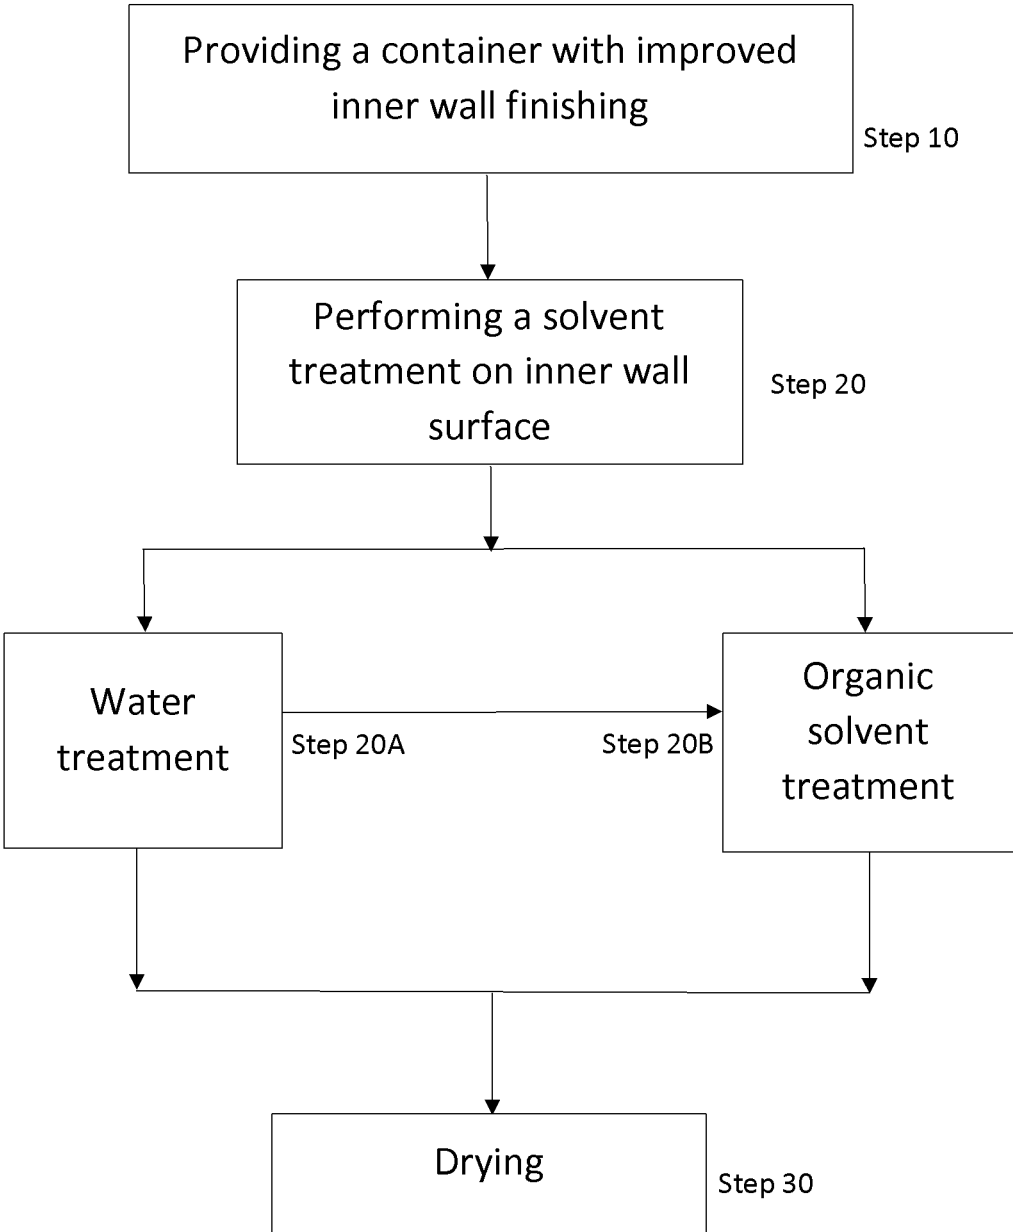 Providing a container with improved
inner wall finishing
Step 10
Performing a solvent
treatment on inner wall
surface
Step 20
Water
treatment
Step 20A
Step 20B
Organic
solvent
treatment
Drying
Step 30